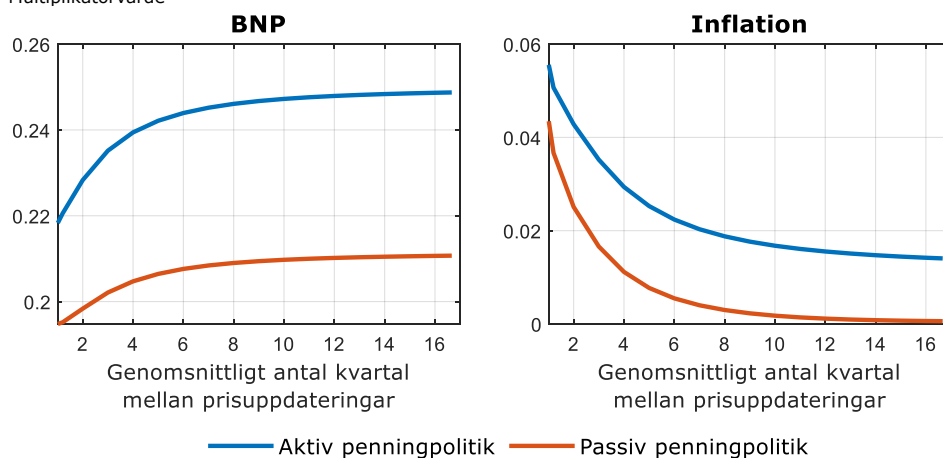 Multiplikatorvärde
BNP
0.26
0.24
0.22
0.2
2 4 6 8 10 12 14 16
Genomsnittligt antal kvartal
mellan prisuppdateringar
Inflation
0.06
0.04
0.02
0
2 4 6 8 10 12 14 16
Genomsnittligt antal kvartal
mellan prisuppdateringar
Aktiv penningpolitik Passiv penningpolitik